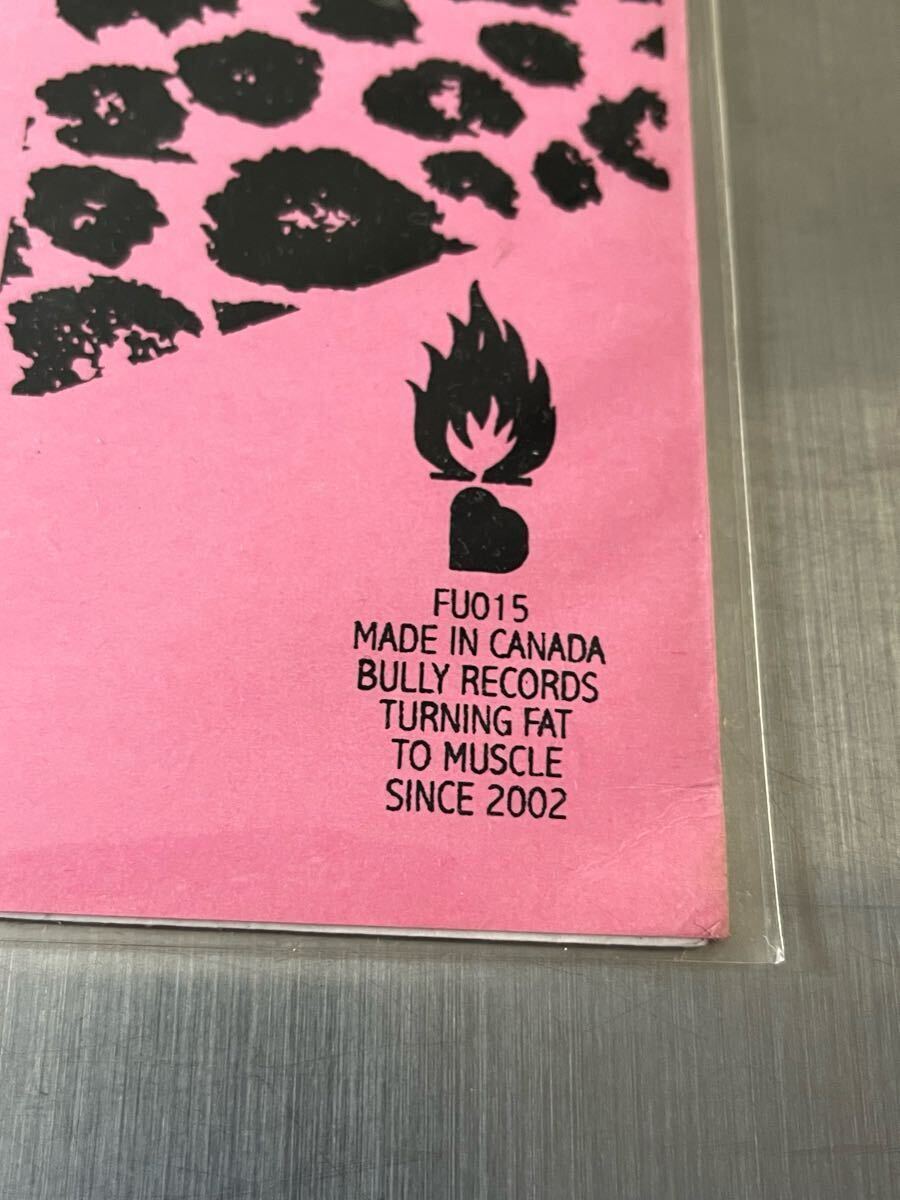 FU015
MADE IN CANADA
BULLY RECORDS
TURNING FAT
TO MUSCLE
SINCE 2002